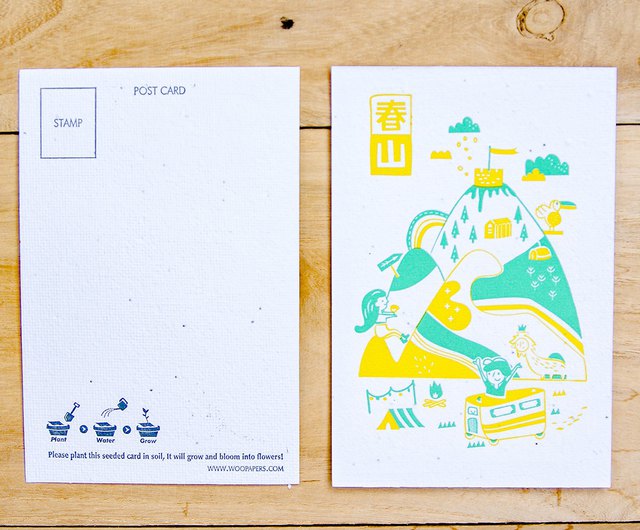 POST CARD
STAMP
Plant
Water
Grow
Please plant this seeded card in soil, It will grow and bloom into flowers!
WWW.WOOPAPERS.COM
春
山